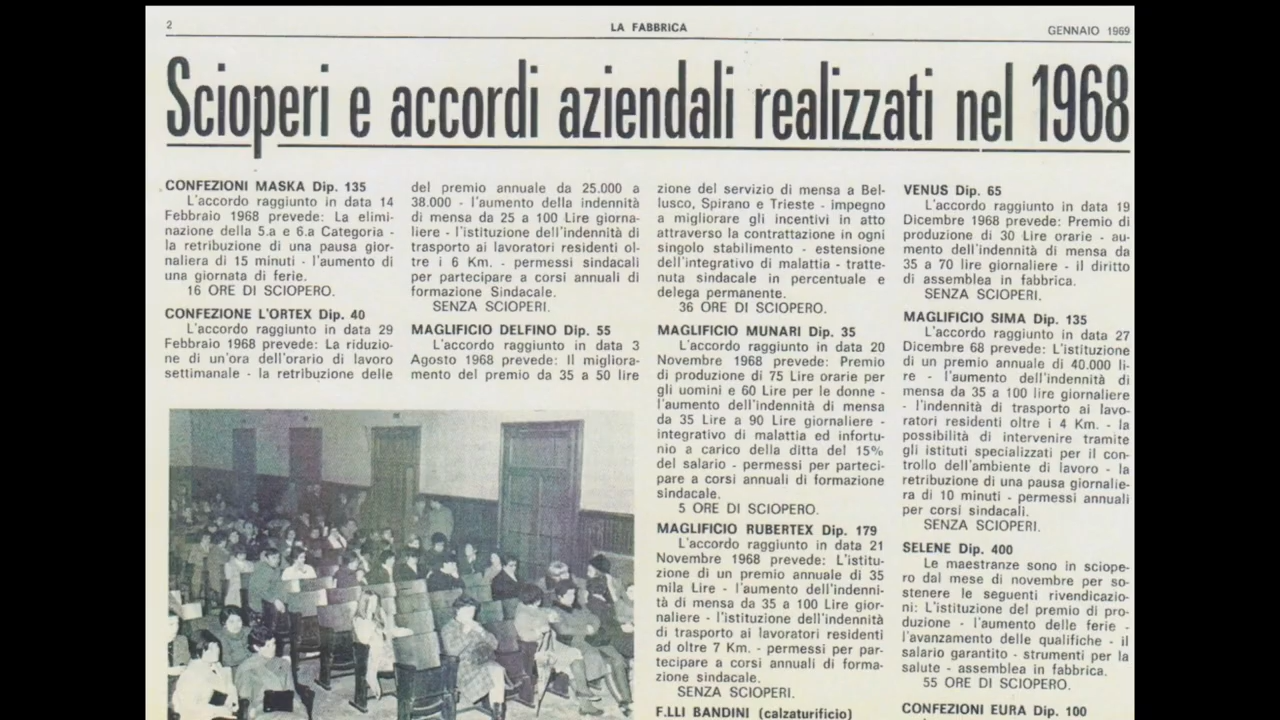 2
LA FABBRICA
GENNAIO 1969
Scioperi e accordi aziendali realizzati nel 1968
CONFEZIONI MASKA Dip. 135
L'accordo raggiunto in data 14
Febbraio 1968 prevede: La elimi-
nazione della 5.a e 6.a Categoria -
la retribuzione di una pausa gior-
naliera di 15 minuti - l'aumento di
una giornata di ferie.
16 ORE DI SCIOPERO.
CONFEZIONE L'ORTEX Dip. 40
L'accordo raggiunto in data 29
Febbraio 1968 prevede: La riduzio-
ne di un'ora dell'orario di lavoro
settimanale - la retribuzione delle
del premio annuale da 25.000 a
38.000 - l'aumento della indennità
di mensa da 25 a 100 Lire giorna-
liere - l'istituzione dell'indennità di
trasporto ai lavoratori residenti ol-
tre i 6 Km. - permessi sindacali
per partecipare a corsi annuali di
formazione Sindacale.
SENZA SCIOPERI.
MAGLIFICIO DELFINO Dip. 55
L'accordo raggiunto in data 3
Agosto 1968 prevede: Il migliora-
mento del premio da 35 a 50 lire
zione del servizio di mensa a Bel-
lusco, Spirano e Trieste - impegno
a migliorare gli incentivi in atto
attraverso la contrattazione in ogni
singolo stabilimento - estensione
dell'integrativo di malattia - tratte-
nuta sindacale in percentuale e
delega permanente.
36 ORE DI SCIOPERO.
MAGLIFICIO MUNARI Dip. 35
L'accordo raggiunto in data 20
Novembre 1968 prevede: Premio
di produzione di 75 Lire orarie per
gli uomini e 60 Lire per le donne -
l'aumento dell'indennità di mensa
da 35 Lire a 90 Lire giornaliere -
integrativo di malattia ed infortu-
nio a carico della ditta del 15%
del salario - permessi per parteci-
pare a corsi annuali di formazione
sindacale.
5 ORE DI SCIOPERO.
MAGLIFICIO RUBERTEX Dip. 179
L'accordo raggiunto in data 21
Novembre 1968 prevede: L'istitu-
zione di un premio annuale di 35
mila Lire - l'aumento dell'indenni-
tà di mensa da 35 a 100 Lire gior-
naliere - l'istituzione dell'indennità
di trasporto ai lavoratori residenti
ad oltre 7 Km. - permessi per par-
tecipare a corsi annuali di forma-
zione sindacale.
SENZA SCIOPERI.
F.LLI BANDINI (calzaturificio)
VENUS Dip. 65
L'accordo raggiunto in data 19
Dicembre 1968 prevede: Premio di
produzione di 30 Lire orarie - au-
mento dell'indennità di mensa da
35 a 70 lire giornaliere - il diritto
di assemblea in fabbrica.
SENZA SCIOPERI.
MAGLIFICIO SIMA Dip. 135
L'accordo raggiunto in data 27
Dicembre 68 prevede: L'istituzione
di un premio annuale di 40.000 li-
re - l'aumento dell'indennità di
mensa da 35 a 100 lire giornaliere
- l'indennità di trasporto ai lavo-
ratori residenti oltre i 4 Km. - la
possibilità di intervenire tramite
gli istituti specializzati per il con-
trollo dell'ambiente di lavoro - la
retribuzione di una pausa giornalie-
ra di 10 minuti - permessi annuali
per corsi sindacali.
SENZA SCIOPERI.
SELENE Dip. 400
Le maestranze sono in sciope-
ro dal mese di novembre per so-
stenere le seguenti rivendicazio-
ni: L'istituzione del premio di pro-
duzione - l'aumento delle ferie -
l'avanzamento delle qualifiche - il
salario garantito - strumenti per la
salute - assemblea in fabbrica.
55 ORE DI SCIOPERO.
CONFEZIONI EURA Dip. 100